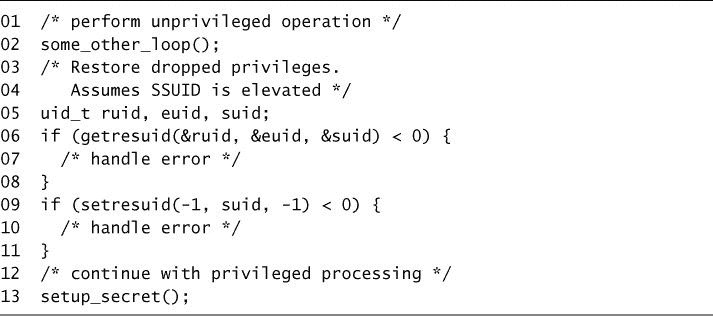 01 /* perform unprivileged operation */
02 some_other_loop();
03 /* Restore dropped privileges.
04    Assumes SSUID is elevated */
05 uid_t ruid, euid, suid;
06 if (getresuid(&ruid, &euid, &suid) < 0) {
07   /* handle error */
08 }
09 if (setresuid(-1, suid, -1) < 0) {
10   /* handle error */
11 }
12 /* continue with privileged processing */
13 setup_secret();